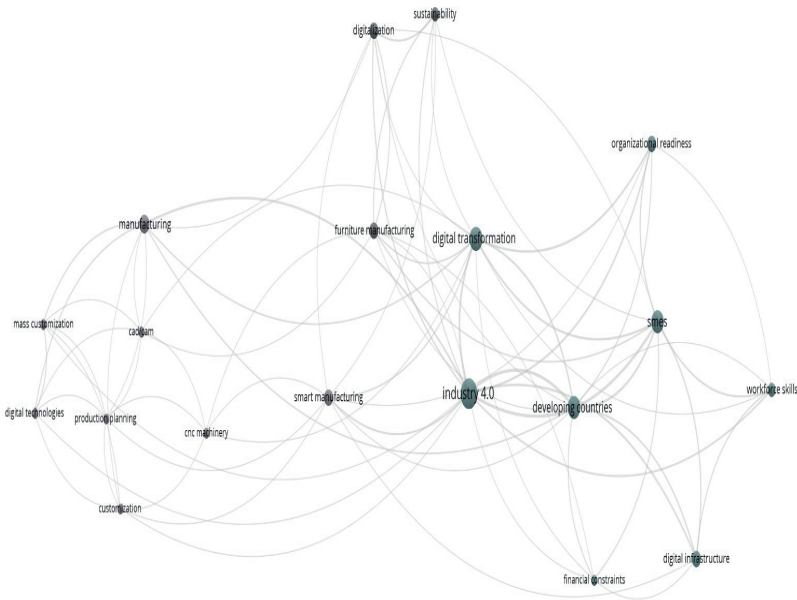 sustainability
digitalization
organizational readiness
manufacturing
furniture manufacturing
digital transformation
mass customization
cad/cam
smes
smart manufacturing
industry 4.0
developing countries
workforce skills
digital technologies
production planning
cnc machinery
customization
digital infrastructure
financial constraints